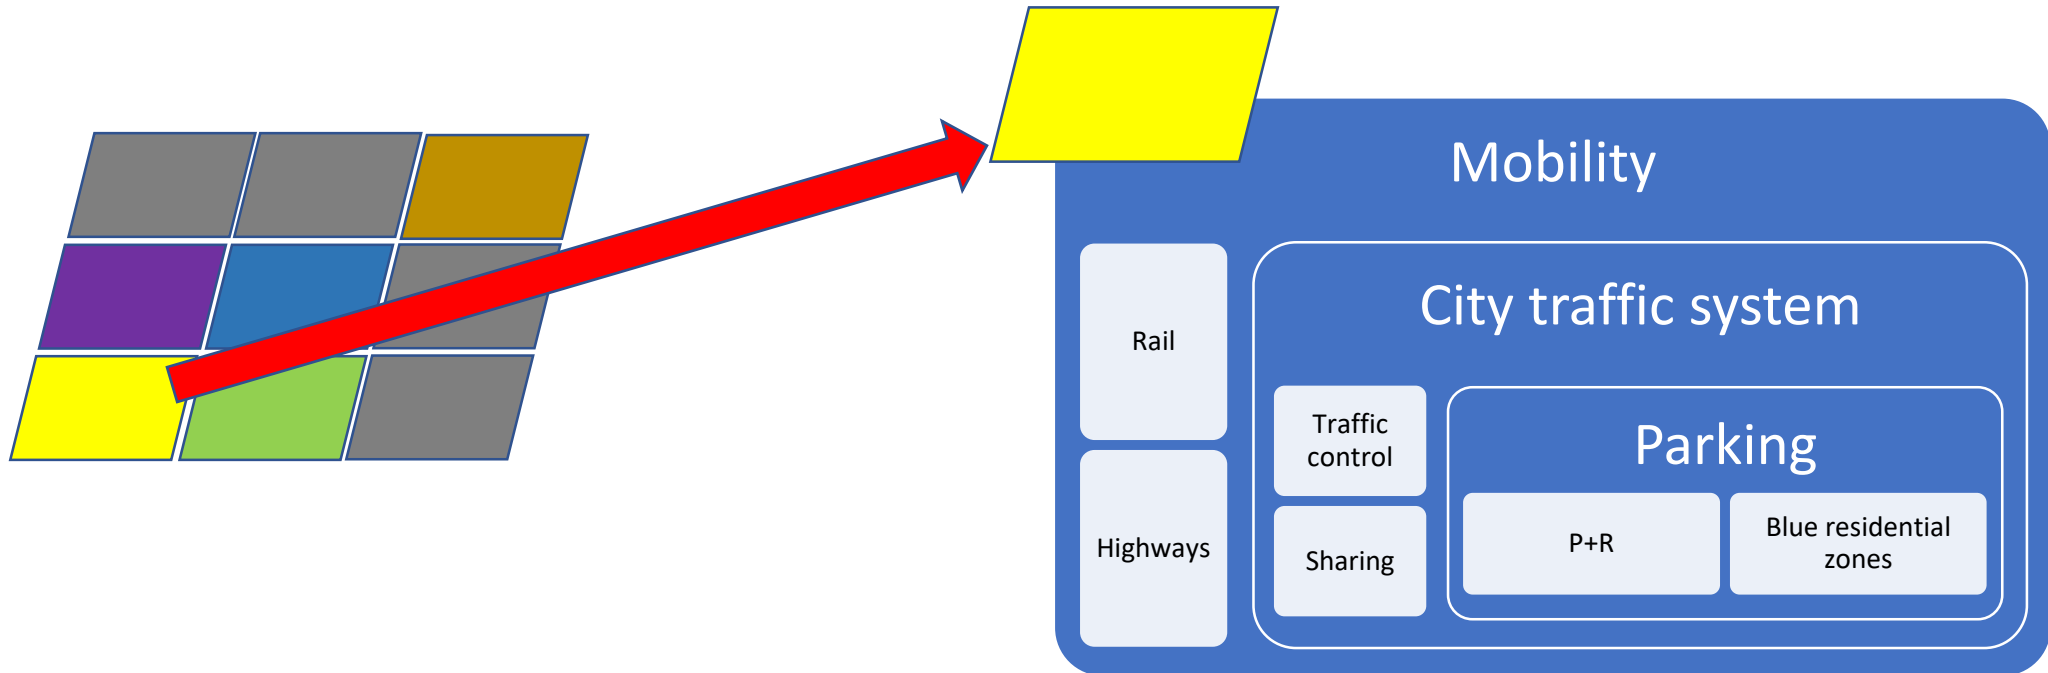 Mobility
Rail
Highways
City traffic system
Traffic
control
Sharing
Parking
P+R
Blue residential
zones